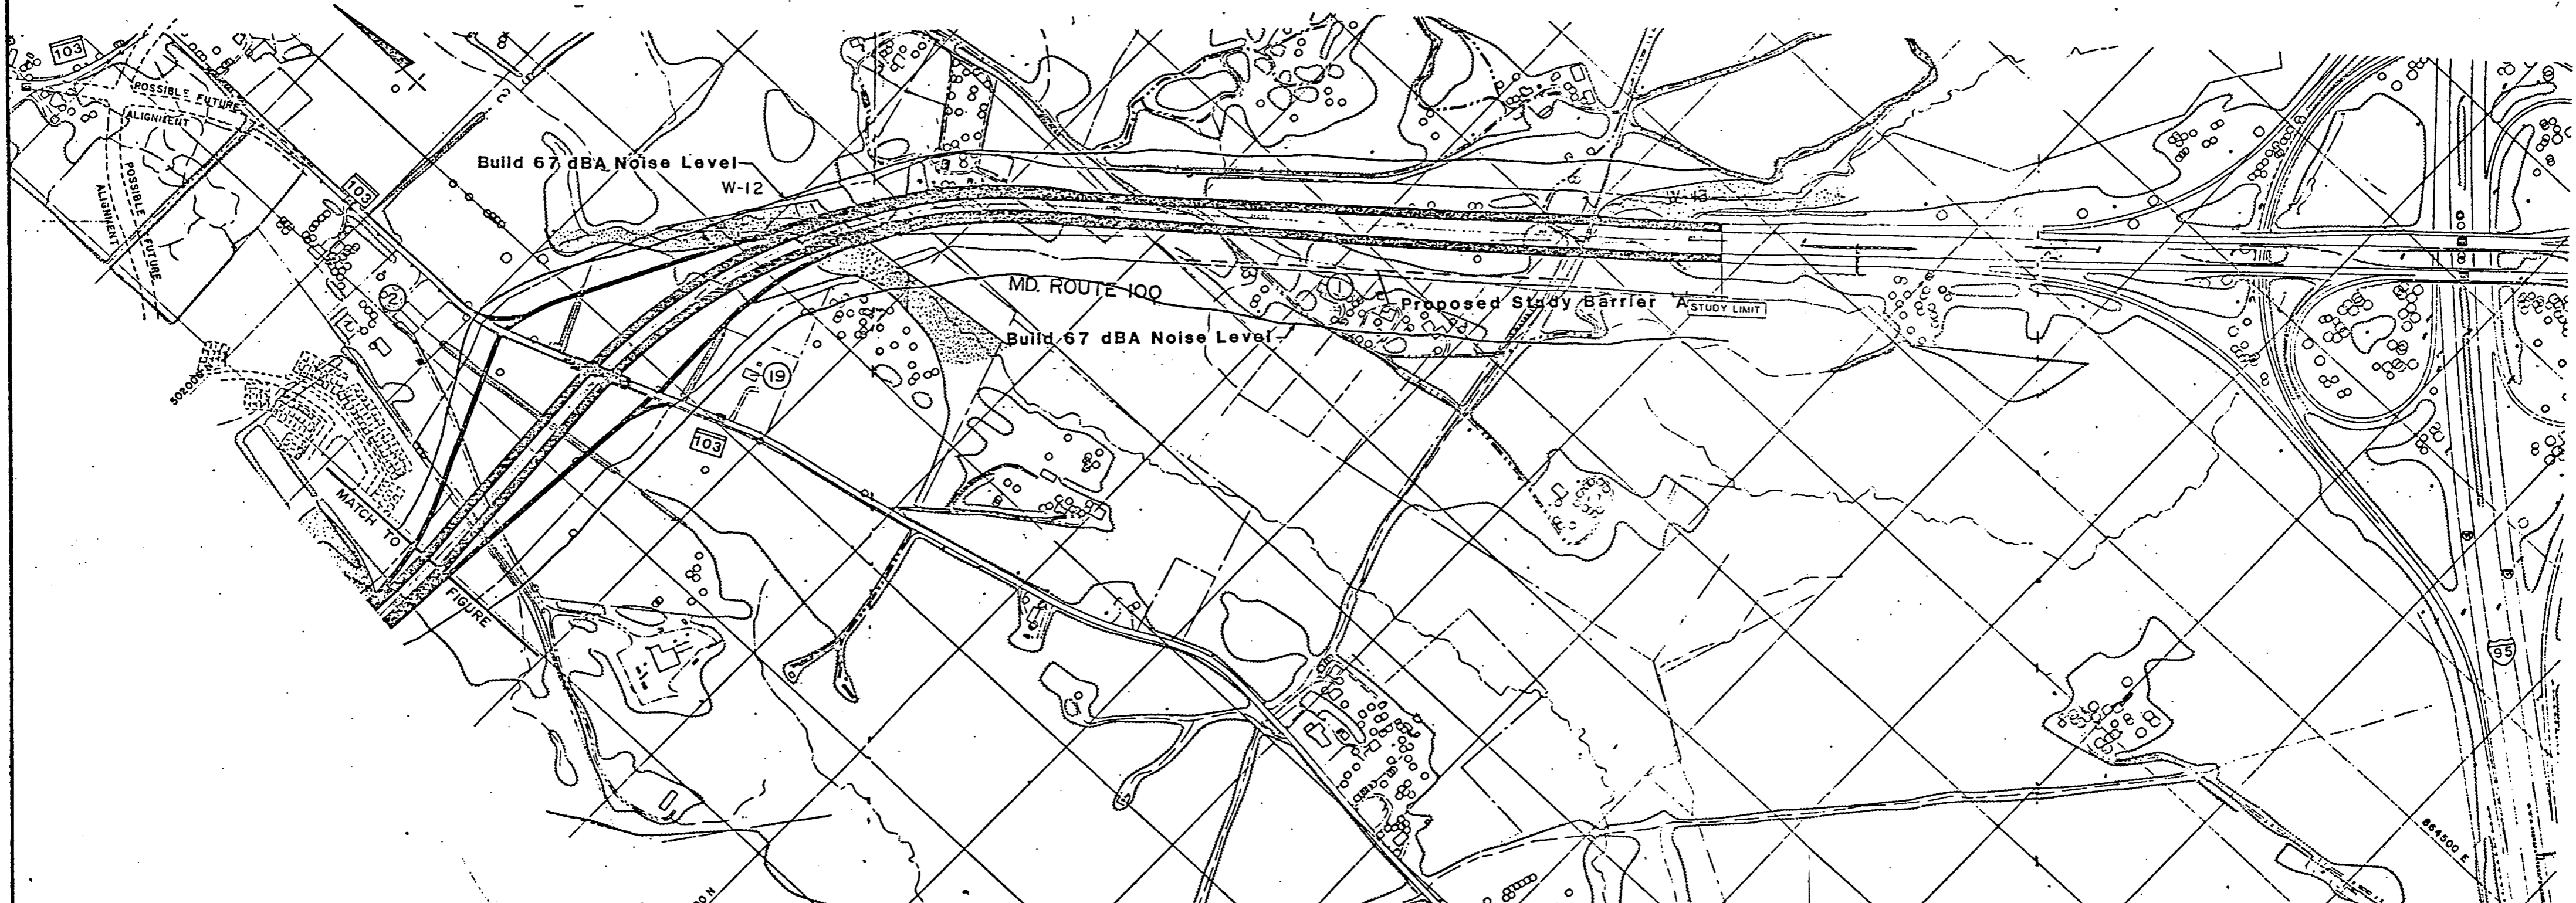 103
POSSIBLE FUTURE
ALIGNMENT
POSSIBLE FUTURE
ALIGNMENT
103
Build 67 dBA Noise Level
W-12
W-13
2
MD. ROUTE 100
1
Proposed Study Barrier A
STUDY LIMIT
Build 67 dBA Noise Level
19
103
MATCH TO FIGURE
95
864500 E